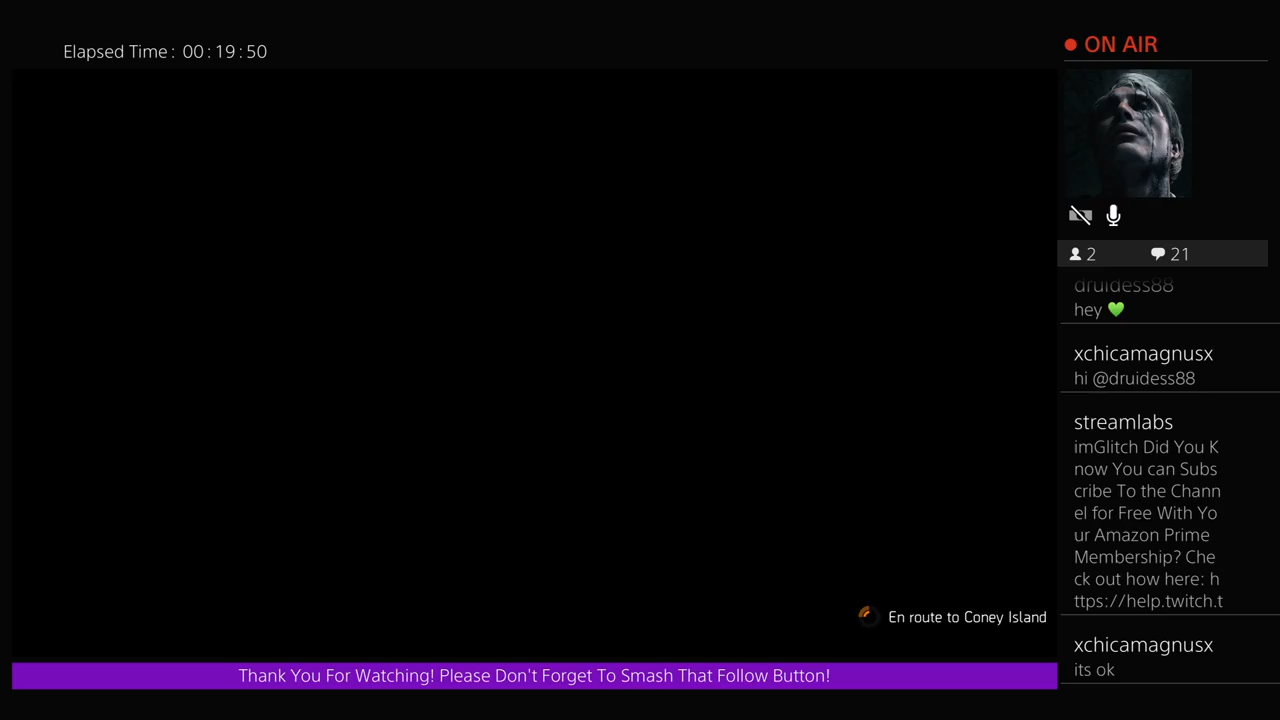 Elapsed Time: 00:19:50
ON AIR
2 21
druidess88
hey 💚
xchicamagnusx
hi @druidess88
streamlabs
imGlitch Did You K
now You can Subs
cribe To the Chann
el for Free With Yo
ur Amazon Prime
Membership? Che
ck out how here: h
ttps://help.twitch.t
xchicamagnusx
its ok
En route to Coney Island
Thank You For Watching! Please Don't Forget To Smash That Follow Button!